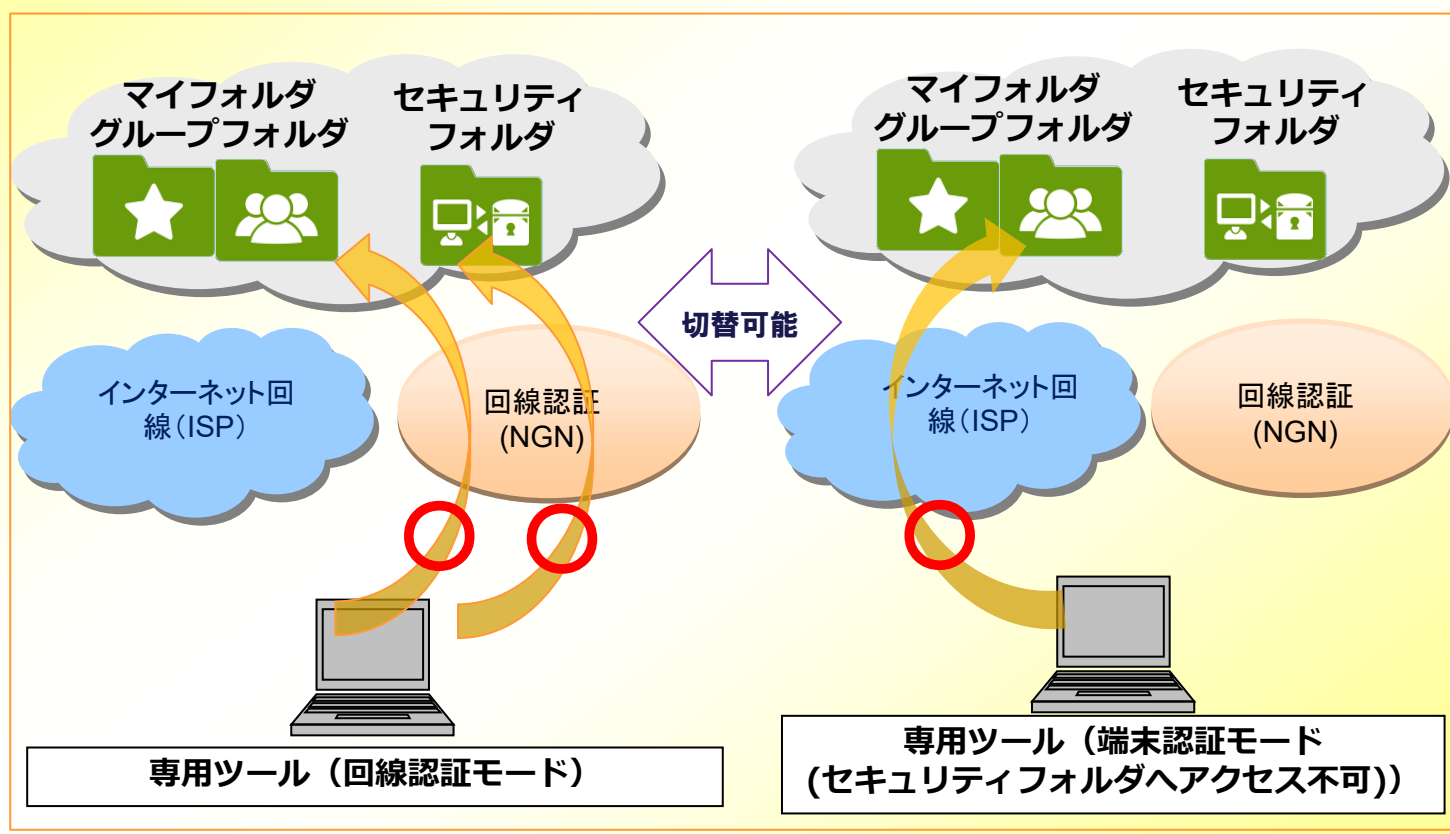 マイフォルダ
グループフォルダ
セキュリティ
フォルダ
インターネット回
線（ISP）
回線認証
(NGN)
専用ツール（回線認証モード）
切替可能
マイフォルダ
グループフォルダ
セキュリティ
フォルダ
インターネット回
線（ISP）
回線認証
(NGN)
専用ツール（端末認証モード
(セキュリティフォルダへアクセス不可)）